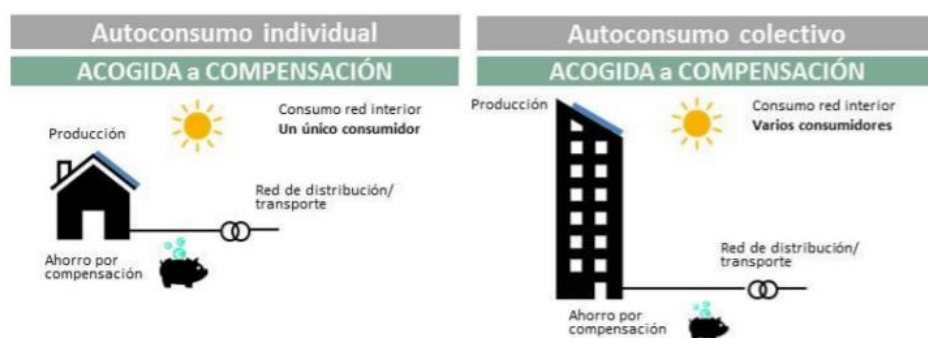 Autoconsumo individual
ACOGIDA a COMPENSACIÓN
Consumo red interior
Un único consumidor
Producción
Red de distribución/
transporte
Ahorro por
compensación
Autoconsumo colectivo
ACOGIDA a COMPENSACIÓN
Producción
Consumo red interior
Varios consumidores
Red de distribución/
transporte
Ahorro por
compensación